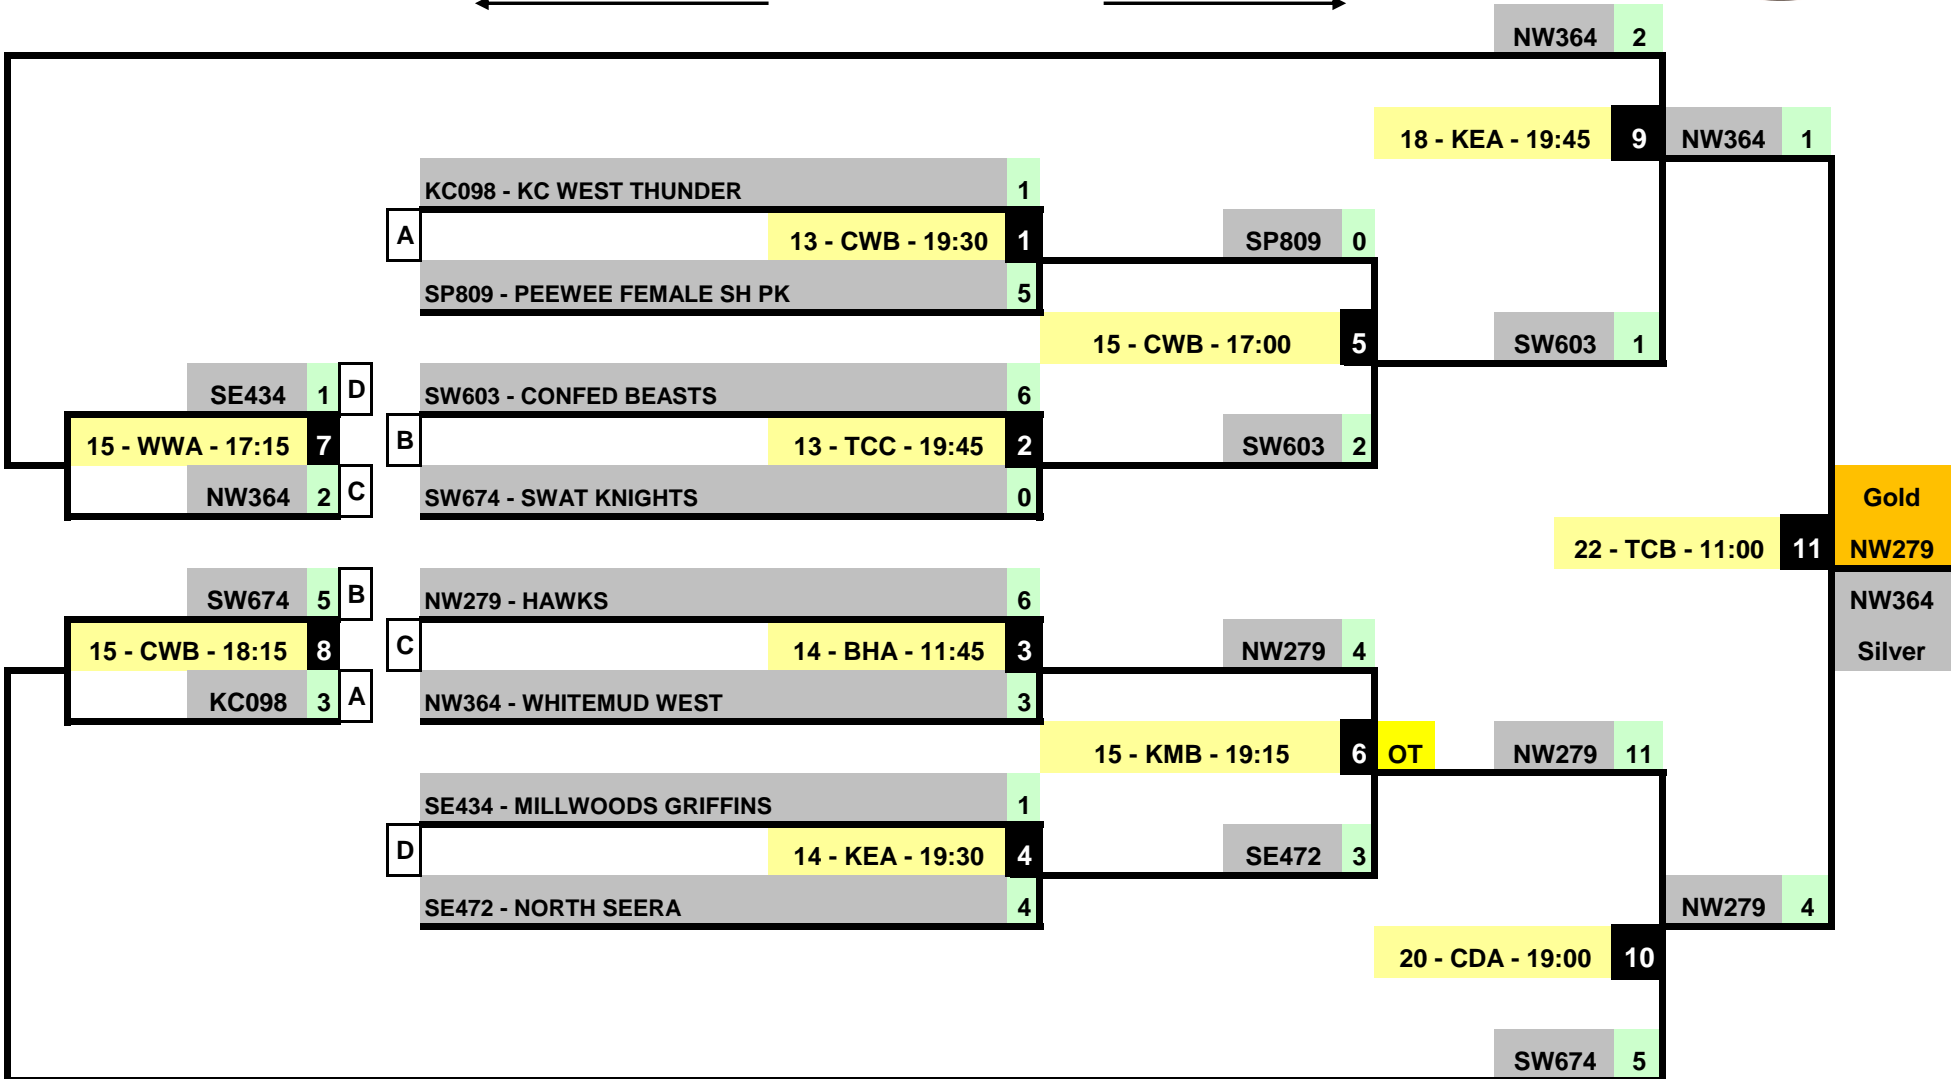 NW364 2
18 - KEA - 19:45 9 NW364 1
KC098 - KC WEST THUNDER 1
A 13 - CWB - 19:30 1 SP809 0
SP809 - PEEWEE FEMALE SH PK 5
15 - CWB - 17:00 5 SW603 1
SE434 1 D SW603 - CONFED BEASTS 6
15 - WWA - 17:15 7 B 13 - TCC - 19:45 2 SW603 2
NW364 2 C SW674 - SWAT KNIGHTS 0 Gold
22 - TCB - 11:00 11 NW279
SW674 5 B NW279 - HAWKS 6 NW364
15 - CWB - 18:15 8 C 14 - BHA - 11:45 3 NW279 4 Silver
KC098 3 A NW364 - WHITEMUD WEST 3
15 - KMB - 19:15 6 OT NW279 11
SE434 - MILLWOODS GRIFFINS 1
D 14 - KEA - 19:30 4 SE472 3
SE472 - NORTH SEERA 4 NW279 4
20 - CDA - 19:00 10
SW674 5